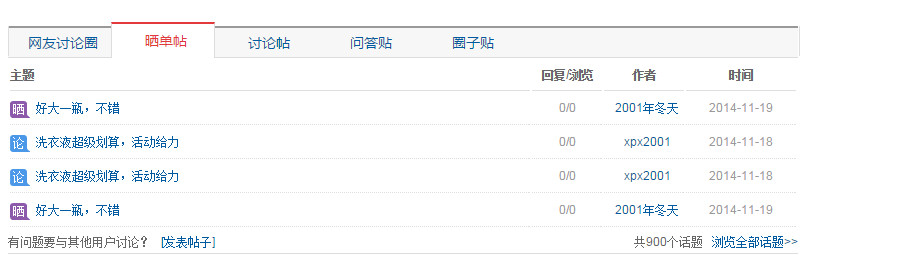 网友讨论圈 晒单帖 讨论帖 问答贴 圈子贴
主题 回复/浏览 作者 时间
晒 好大一瓶，不错 0/0 2001年冬天 2014-11-19
论 洗衣液超级划算，活动给力 0/0 xpx2001 2014-11-18
论 洗衣液超级划算，活动给力 0/0 xpx2001 2014-11-18
晒 好大一瓶，不错 0/0 2001年冬天 2014-11-19
有问题要与其他用户讨论？ [发表帖子] 共900个话题 浏览全部话题>>